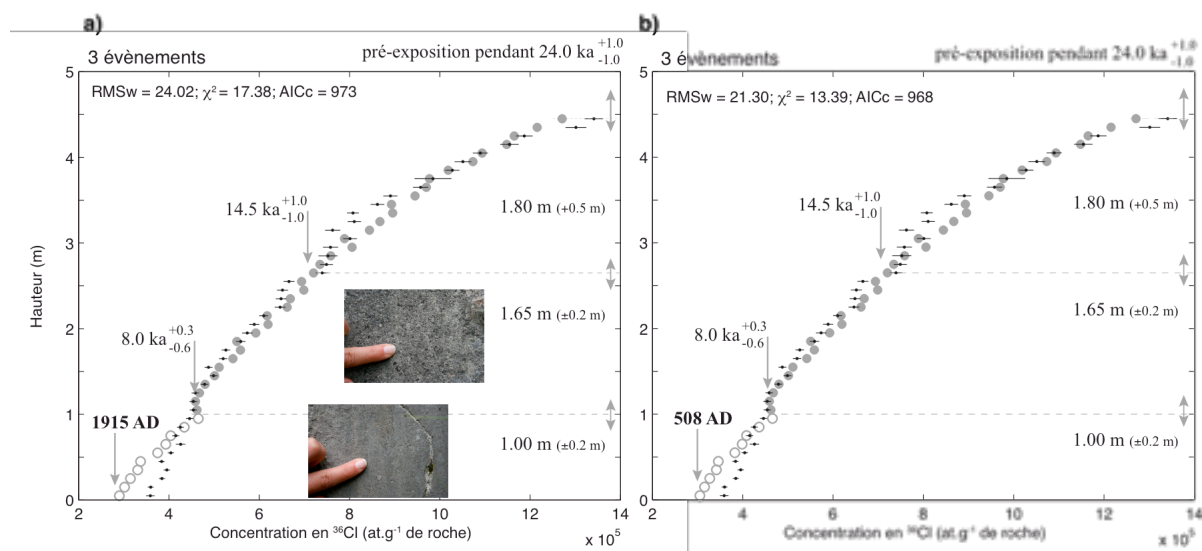 a)
3 évènements
pré-exposition pendant 24.0 ka +1.0 -1.0
RMSw = 24.02; χ² = 17.38; AICc = 973
5
4
3
2
1
0
Hauteur (m)
14.5 ka +1.0 -1.0
8.0 ka +0.3 -0.6
1915 AD
1.80 m (+0.5 m)
1.65 m (±0.2 m)
1.00 m (±0.2 m)
2 4 6 8 10 12 14
Concentration en ³⁶Cl (at.g⁻¹ de roche)
x 10⁵
b)
3 évènements
pré-exposition pendant 24.0 ka +1.0 -1.0
RMSw = 21.30; χ² = 13.39; AICc = 968
5
4
3
2
1
0
14.5 ka +1.0 -1.0
8.0 ka +0.3 -0.6
508 AD
1.80 m (+0.5 m)
1.65 m (±0.2 m)
1.00 m (±0.2 m)
2 4 6 8 10 12 14
Concentration en ³⁶Cl (at.g⁻¹ de roche)
x 10⁵